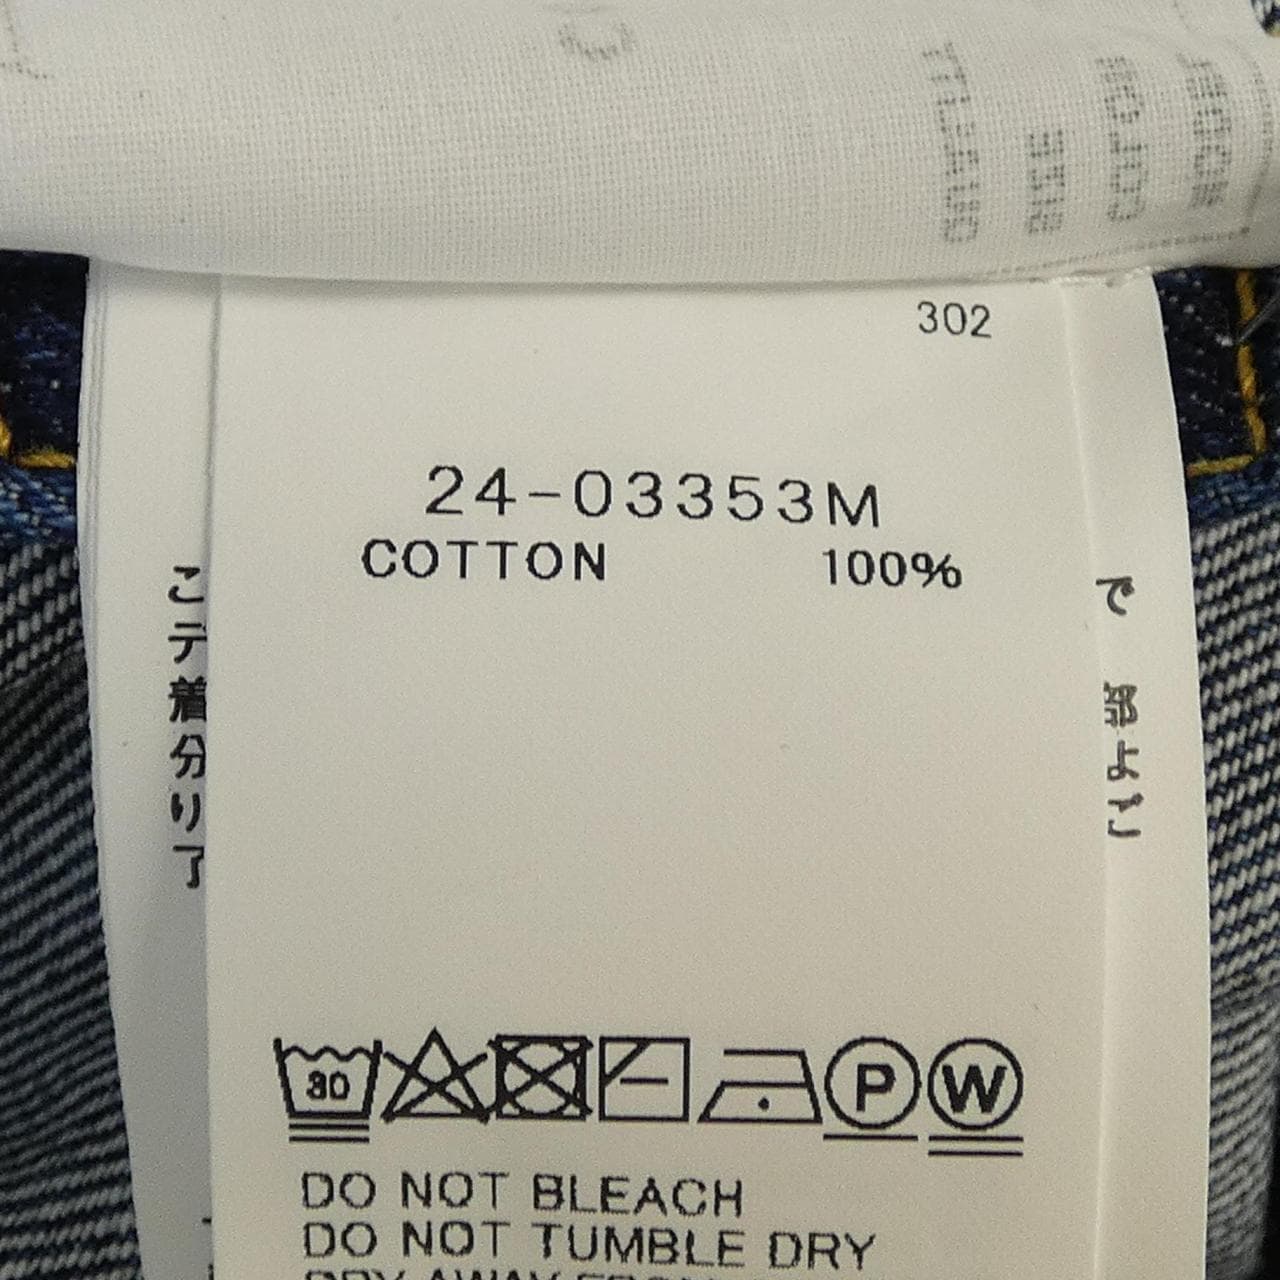 302
24-03353M
COTTON 100%
こ
テ
着
分
り
了
で
部
よ
30
P
W
DO NOT BLEACH
DO NOT TUMBLE DRY